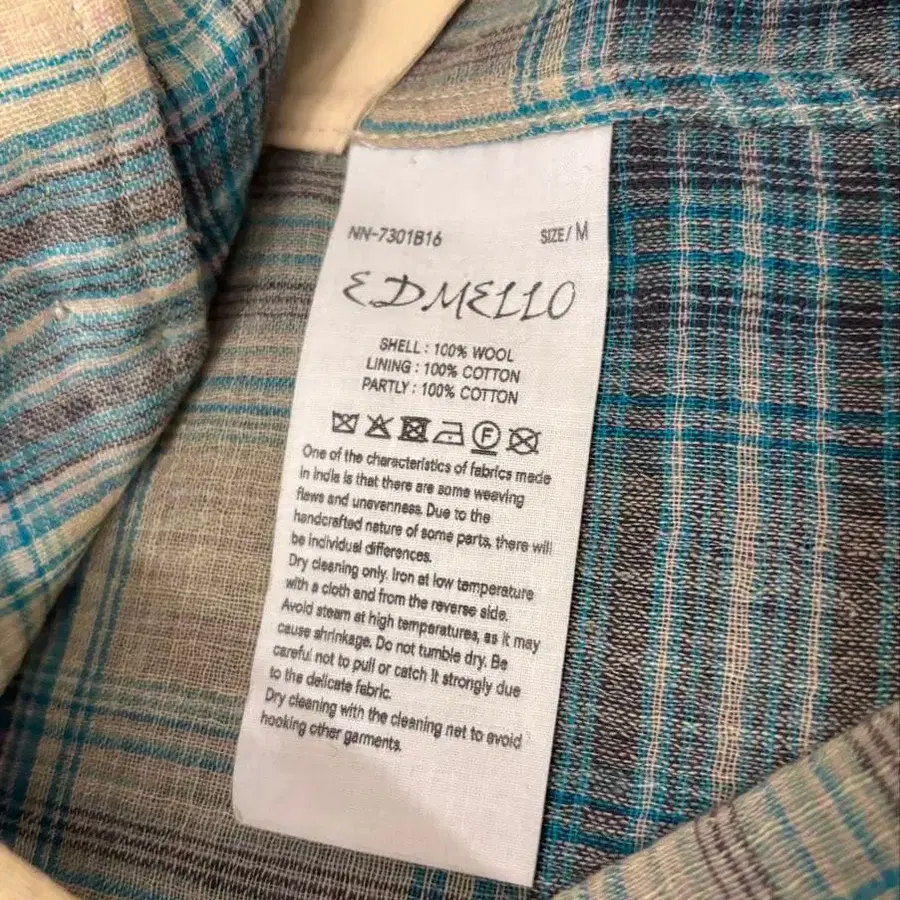 NN-7301B16 SIZE/ M
EDMELLO
SHELL : 100% WOOL
LINING : 100% COTTON
PARTLY : 100% COTTON
F
One of the characteristics of fabrics made
in India is that there are some weaving
flaws and unevenness. Due to the
handcrafted nature of some parts, there will
be individual differences.
Dry cleaning only. Iron at low temperature
with a cloth and from the reverse side.
Avoid steam at high temperatures, as it may
cause shrinkage. Do not tumble dry. Be
careful not to pull or catch it strongly due
to the delicate fabric.
Dry cleaning with the cleaning net to avoid
hooking other garments.